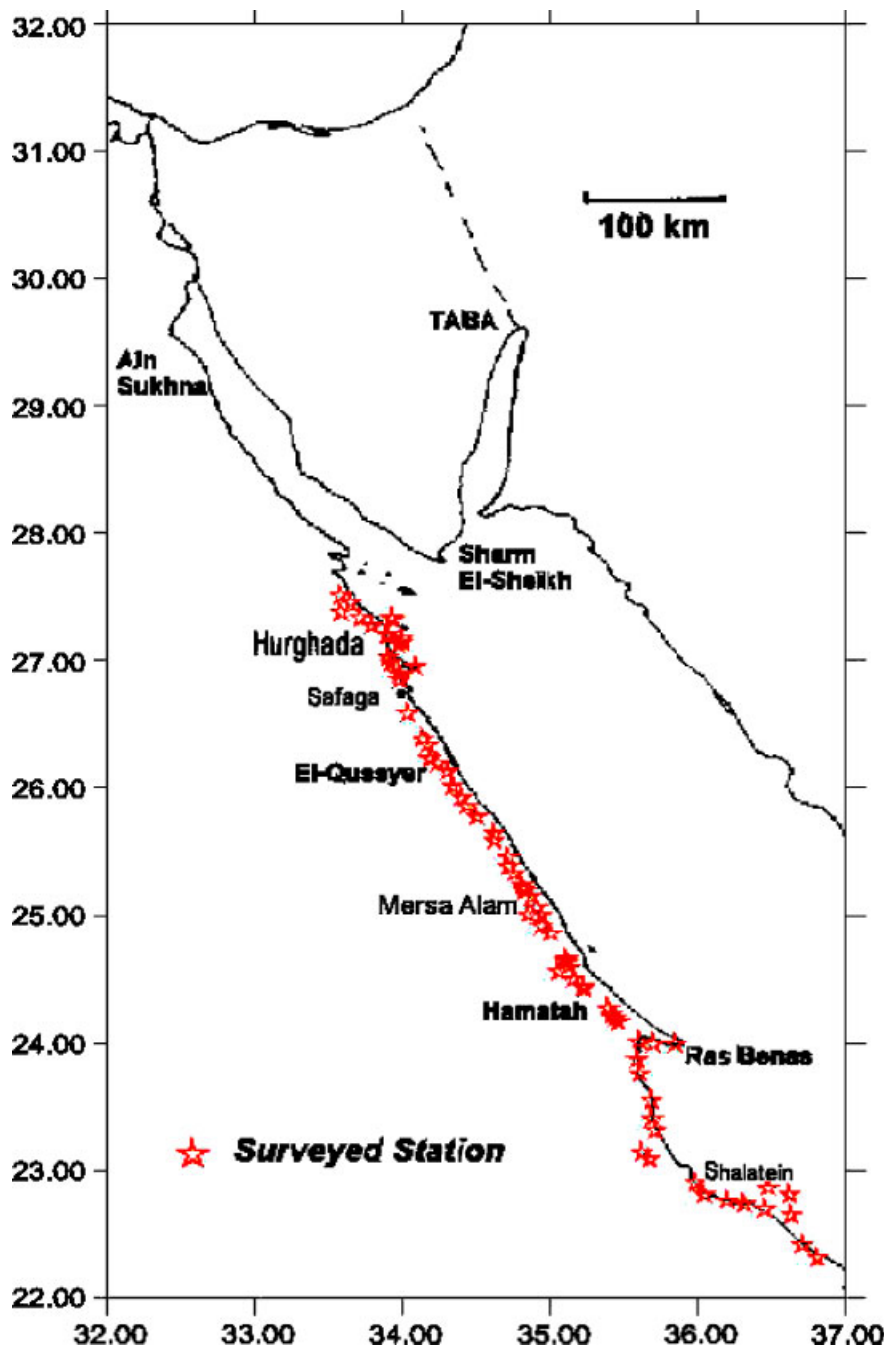 32.00
31.00
100 km
30.00
TABA
Ain
Sukhna
29.00
28.00
Sharm
El-Sheikh
Hurghada
27.00
Safaga
El-Qussyer
26.00
Mersa Alam
25.00
Hamatah
24.00
Ras Benas
Surveyed Station
23.00
Shalatein
22.00
32.00 33.00 34.00 35.00 36.00 37.00